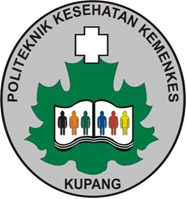 POLITEKNIK KESEHATAN KEMENKES
KUPANG